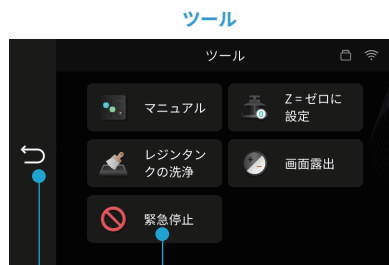 ツール
ツール
マニュアル
Z = ゼロに
設定
レジンタン
クの洗浄
画面露出
緊急停止